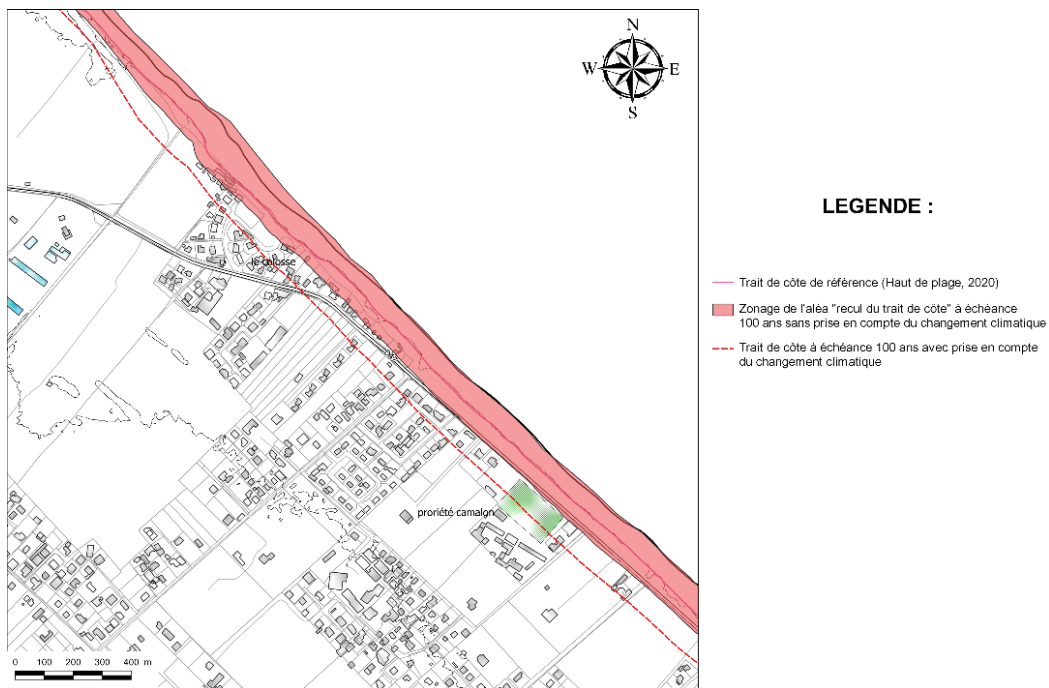 N
W
E
S
le colosse
proriété camalon
0 100 200 300 400 m
LEGENDE :
Trait de côte de référence (Haut de plage, 2020)
Zonage de l'aléa "recul du trait de côte" à échéance
100 ans sans prise en compte du changement climatique
Trait de côte à échéance 100 ans avec prise en compte
du changement climatique